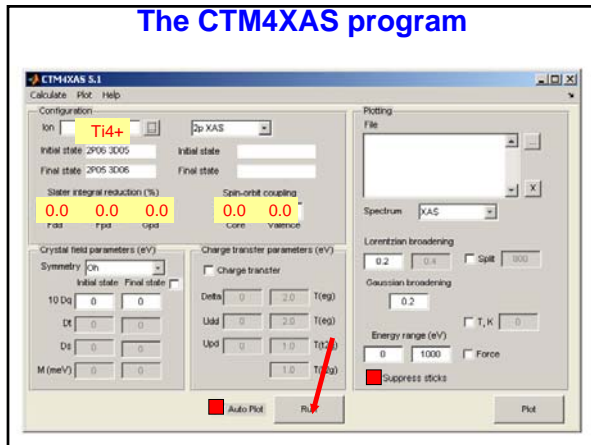 The CTM4XAS program
CTM4XAS 5.1
Calculate Plot Help
Configuration
Ion Ti4+ 2p XAS
Initial state 2P06 3D05 Initial state
Final state 2P05 3D06 Final state
Slater integral reduction (%) Spin-orbit coupling
0.0 0.0 0.0 0.0 0.0
Fdd Fpd Gpd Core Valence
Crystal field parameters (eV)
Symmetry Oh
Initial state Final state
10 Dq 0 0
Dt 0 0
Ds 0 0
M (meV) 0 0
Charge transfer parameters (eV)
Charge transfer
Delta 0 2.0 T(eg)
Udd 0 2.0 T(eg)
Upd 0 1.0 T(t2g)
1.0 T(t2g)
Auto Plot Run
Plotting
File
...
X
Spectrum XAS
Lorentzian broadening
0.2 0.4 Split 800
Gaussian broadening
0.2
T, K 0
Energy range (eV)
0 1000 Force
Suppress sticks
Plot